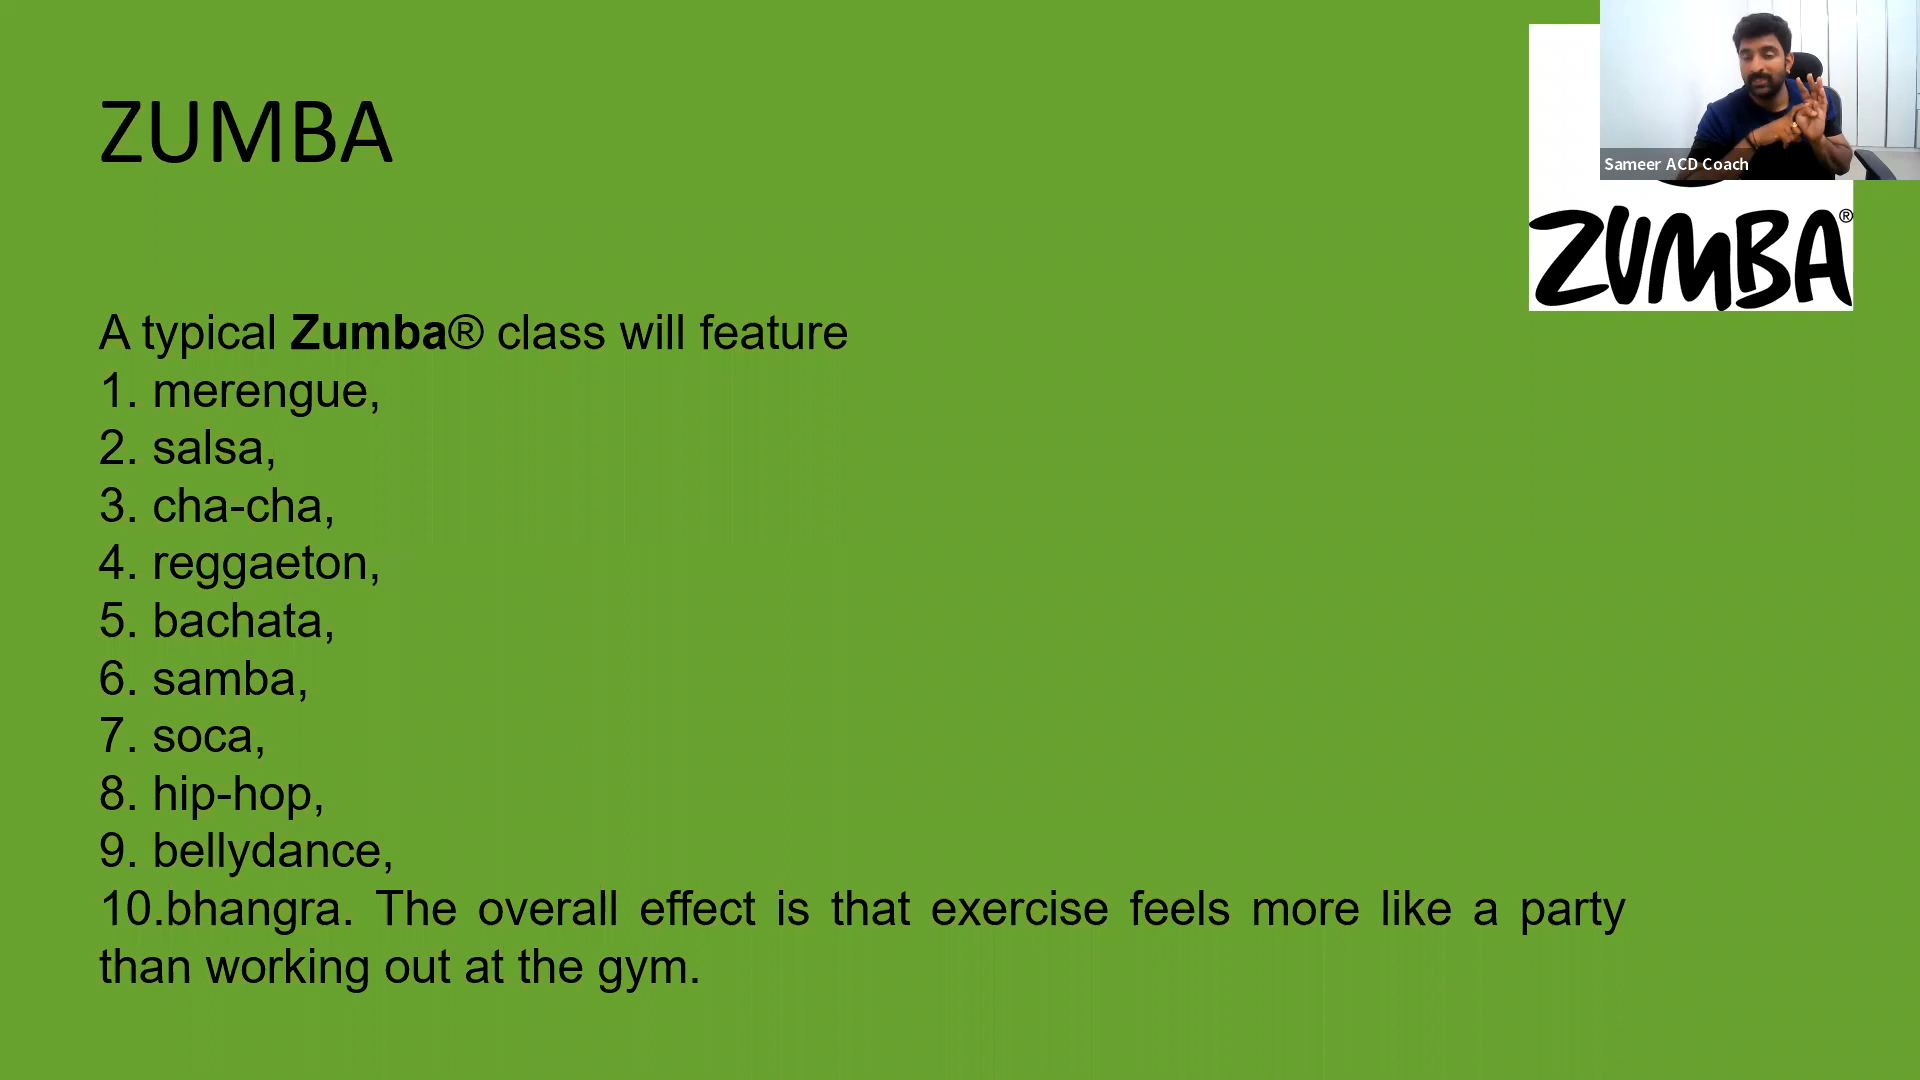 ZUMBA
Sameer ACD Coach
ZUMBA®
A typical Zumba® class will feature
1. merengue,
2. salsa,
3. cha-cha,
4. reggaeton,
5. bachata,
6. samba,
7. soca,
8. hip-hop,
9. bellydance,
10.bhangra. The overall effect is that exercise feels more like a party
than working out at the gym.